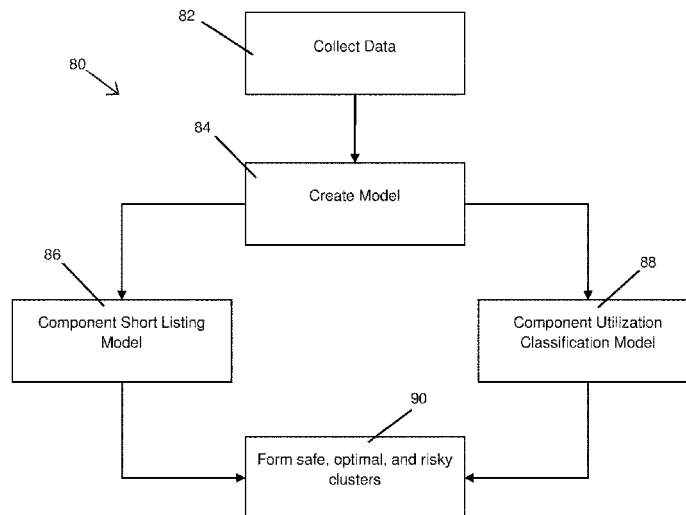 82
Collect Data
80
84
Create Model
86
88
Component Short Listing
Model
Component Utilization
Classification Model
90
Form safe, optimal, and risky
clusters